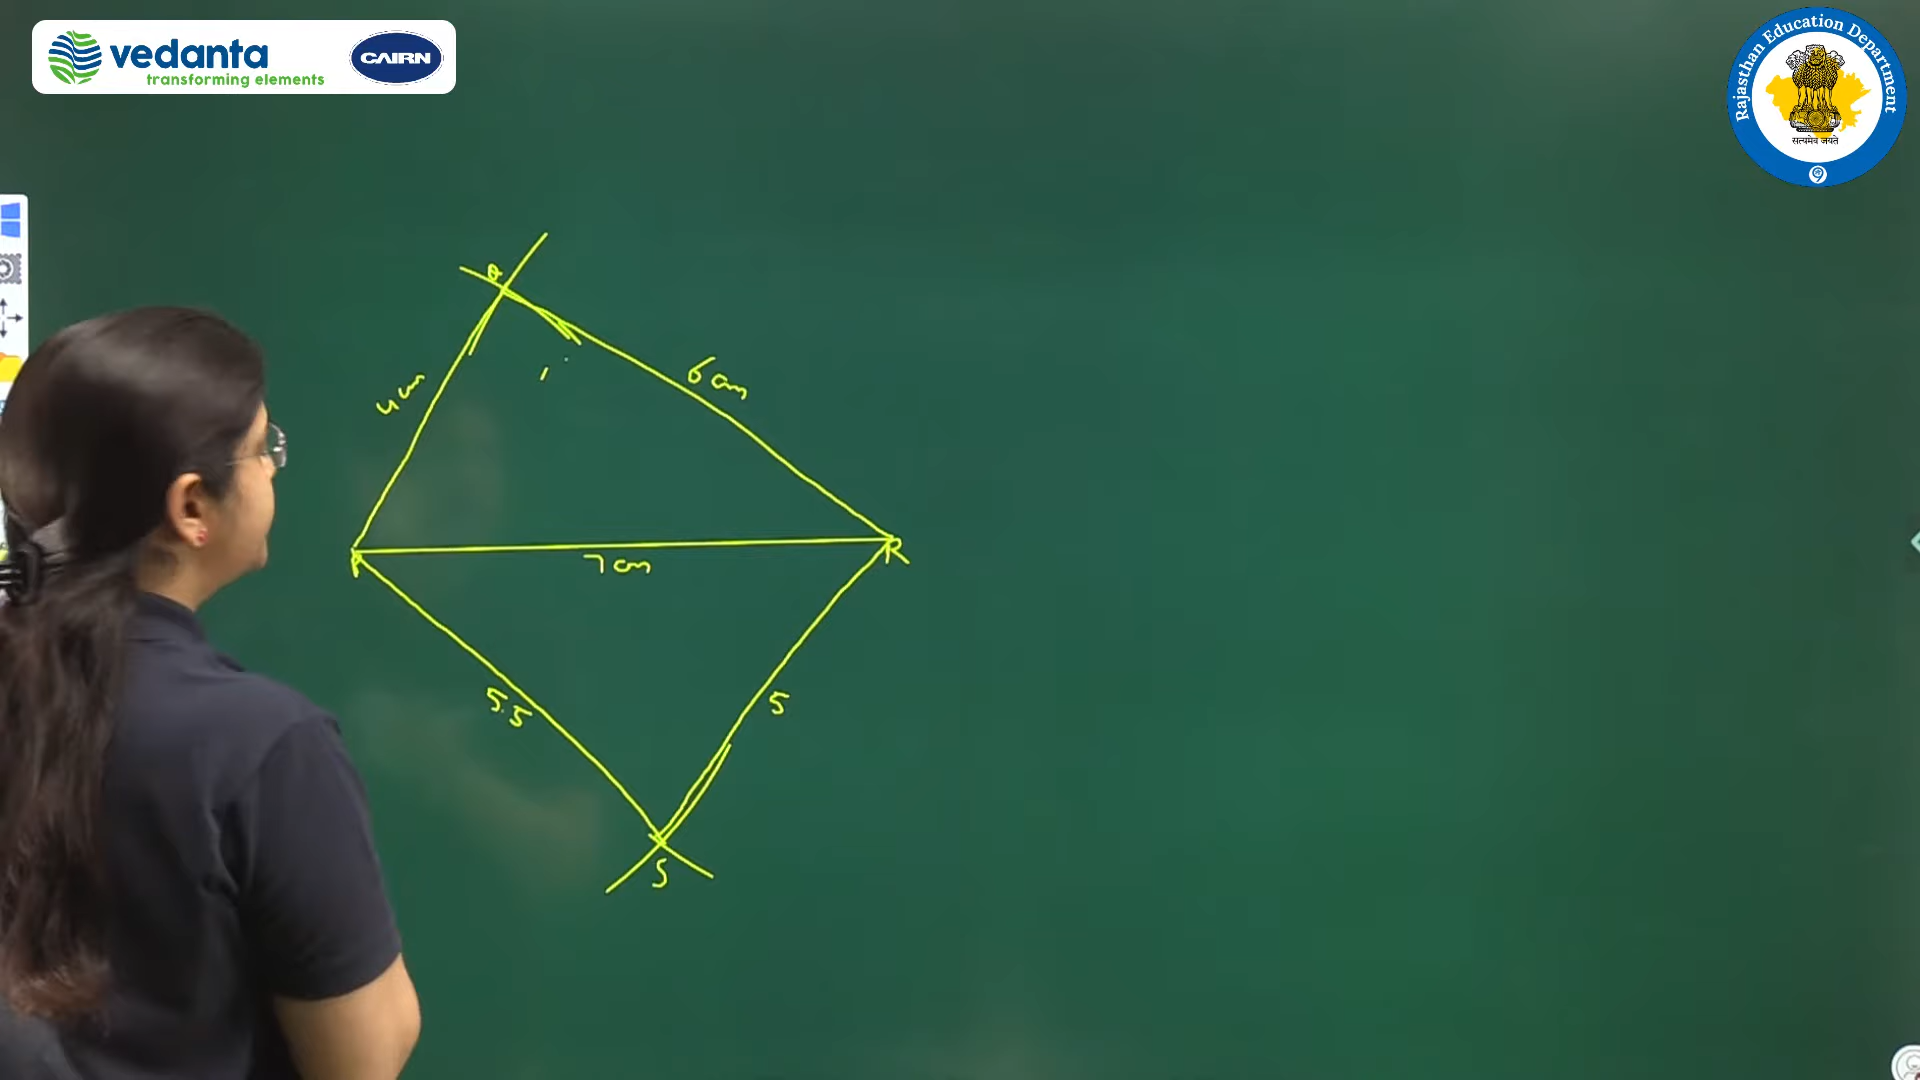 vedanta
transforming elements
CAIRN
Rajasthan Education Department
सत्यमेव जयते
Q
4 cm
6 cm
P
7 cm
R
5.5
5
S